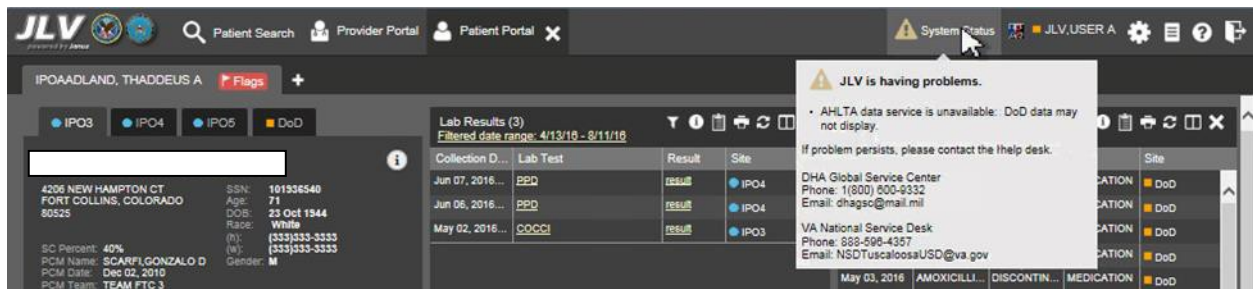 JLV
powered by Janus
Patient Search
Provider Portal
Patient Portal
System Status
JLV,USER A
IPOAADLAND, THADDEUS A
Flags
IPO3
IPO4
IPO5
DoD
4206 NEW HAMPTON CT
FORT COLLINS, COLORADO
80525
SSN: 101936540
Age: 71
DOB: 23 Oct 1944
Race: White
(h): (333)333-3333
(w): (333)333-3333
Gender: M
SC Percent: 40%
PCM Name: SCARFI,GONZALO D
PCM Date: Dec 02, 2010
PCM Team: TEAM FTC 3
Lab Results (3)
Filtered date range: 4/13/16 - 8/11/16
Collection D... Lab Test Result Site
Jun 07, 2016... PPD result IPO4
Jun 06, 2016... PPD result IPO4
May 02, 2016... COCCI result IPO3
JLV is having problems.
• AHLTA data service is unavailable: DoD data may
not display.
If problem persists, please contact the lhelp desk.
DHA Global Service Center
Phone: 1(800) 600-9332
Email: dhagsc@mail.mil
VA National Service Desk
Phone: 888-596-4357
Email: NSDTuscaloosaUSD@va.gov
Site
CATION DoD
CATION DoD
CATION DoD
CATION DoD
May 03, 2016 AMOXICILLI... DISCONTIN... MEDICATION DoD